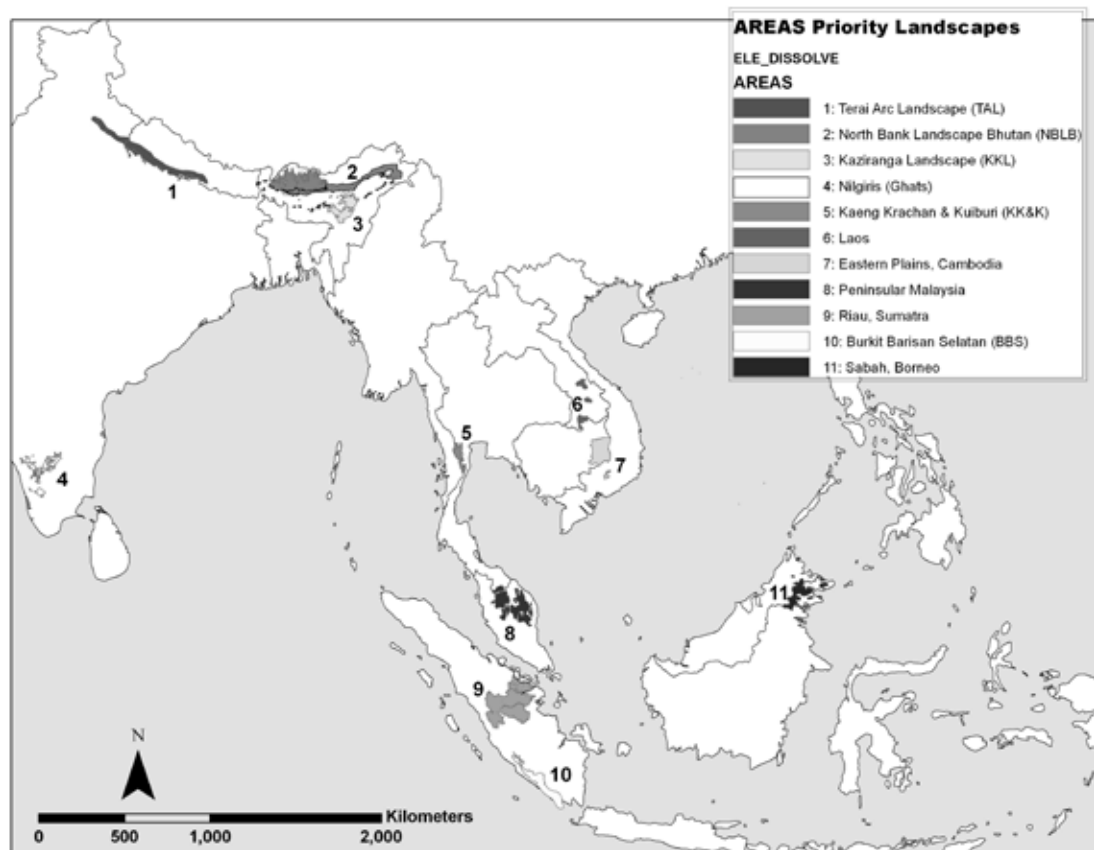 AREAS Priority Landscapes
ELE_DISSOLVE
AREAS
1: Terai Arc Landscape (TAL)
2: North Bank Landscape Bhutan (NBLB)
3: Kaziranga Landscape (KKL)
4: Nilgiris (Ghats)
5: Kaeng Krachan & Kuiburi (KK&K)
6: Laos
7: Eastern Plains, Cambodia
8: Peninsular Malaysia
9: Riau, Sumatra
10: Burkit Barisan Selatan (BBS)
11: Sabah, Borneo
1
2
3
4
5
6
7
8
9
10
11
N
Kilometers
0 500 1,000 2,000